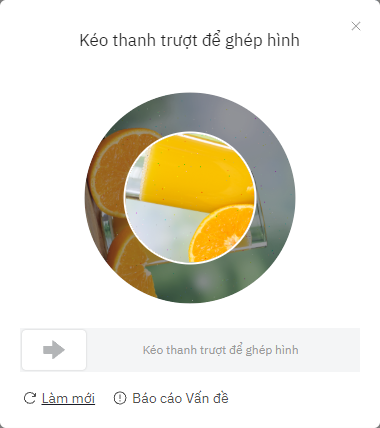 Kéo thanh trượt để ghép hình
Kéo thanh trượt để ghép hình
Làm mới
Báo cáo Vấn đề